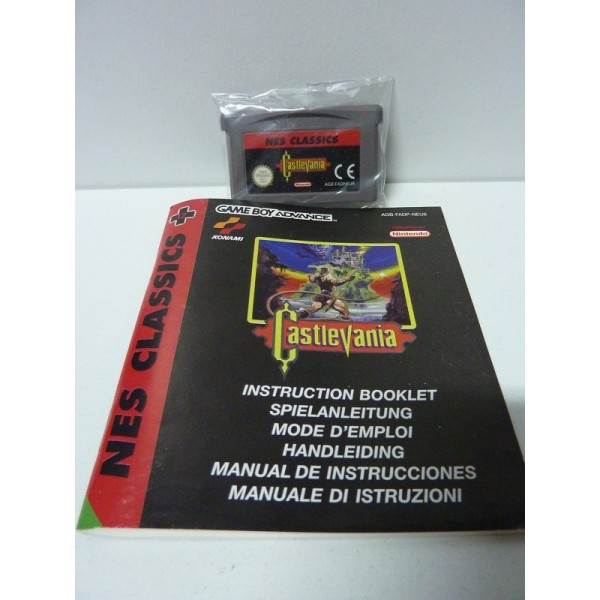 NES CLASSICS
Castlevania
Nintendo
CE
AGB-FADP-NEU6
GAME BOY ADVANCE
AGB-FADP-NEU6
KONAMI
Nintendo
NES CLASSICS
Castlevania
INSTRUCTION BOOKLET
SPIELANLEITUNG
MODE D'EMPLOI
HANDLEIDING
MANUAL DE INSTRUCCIONES
MANUALE DI ISTRUZIONI